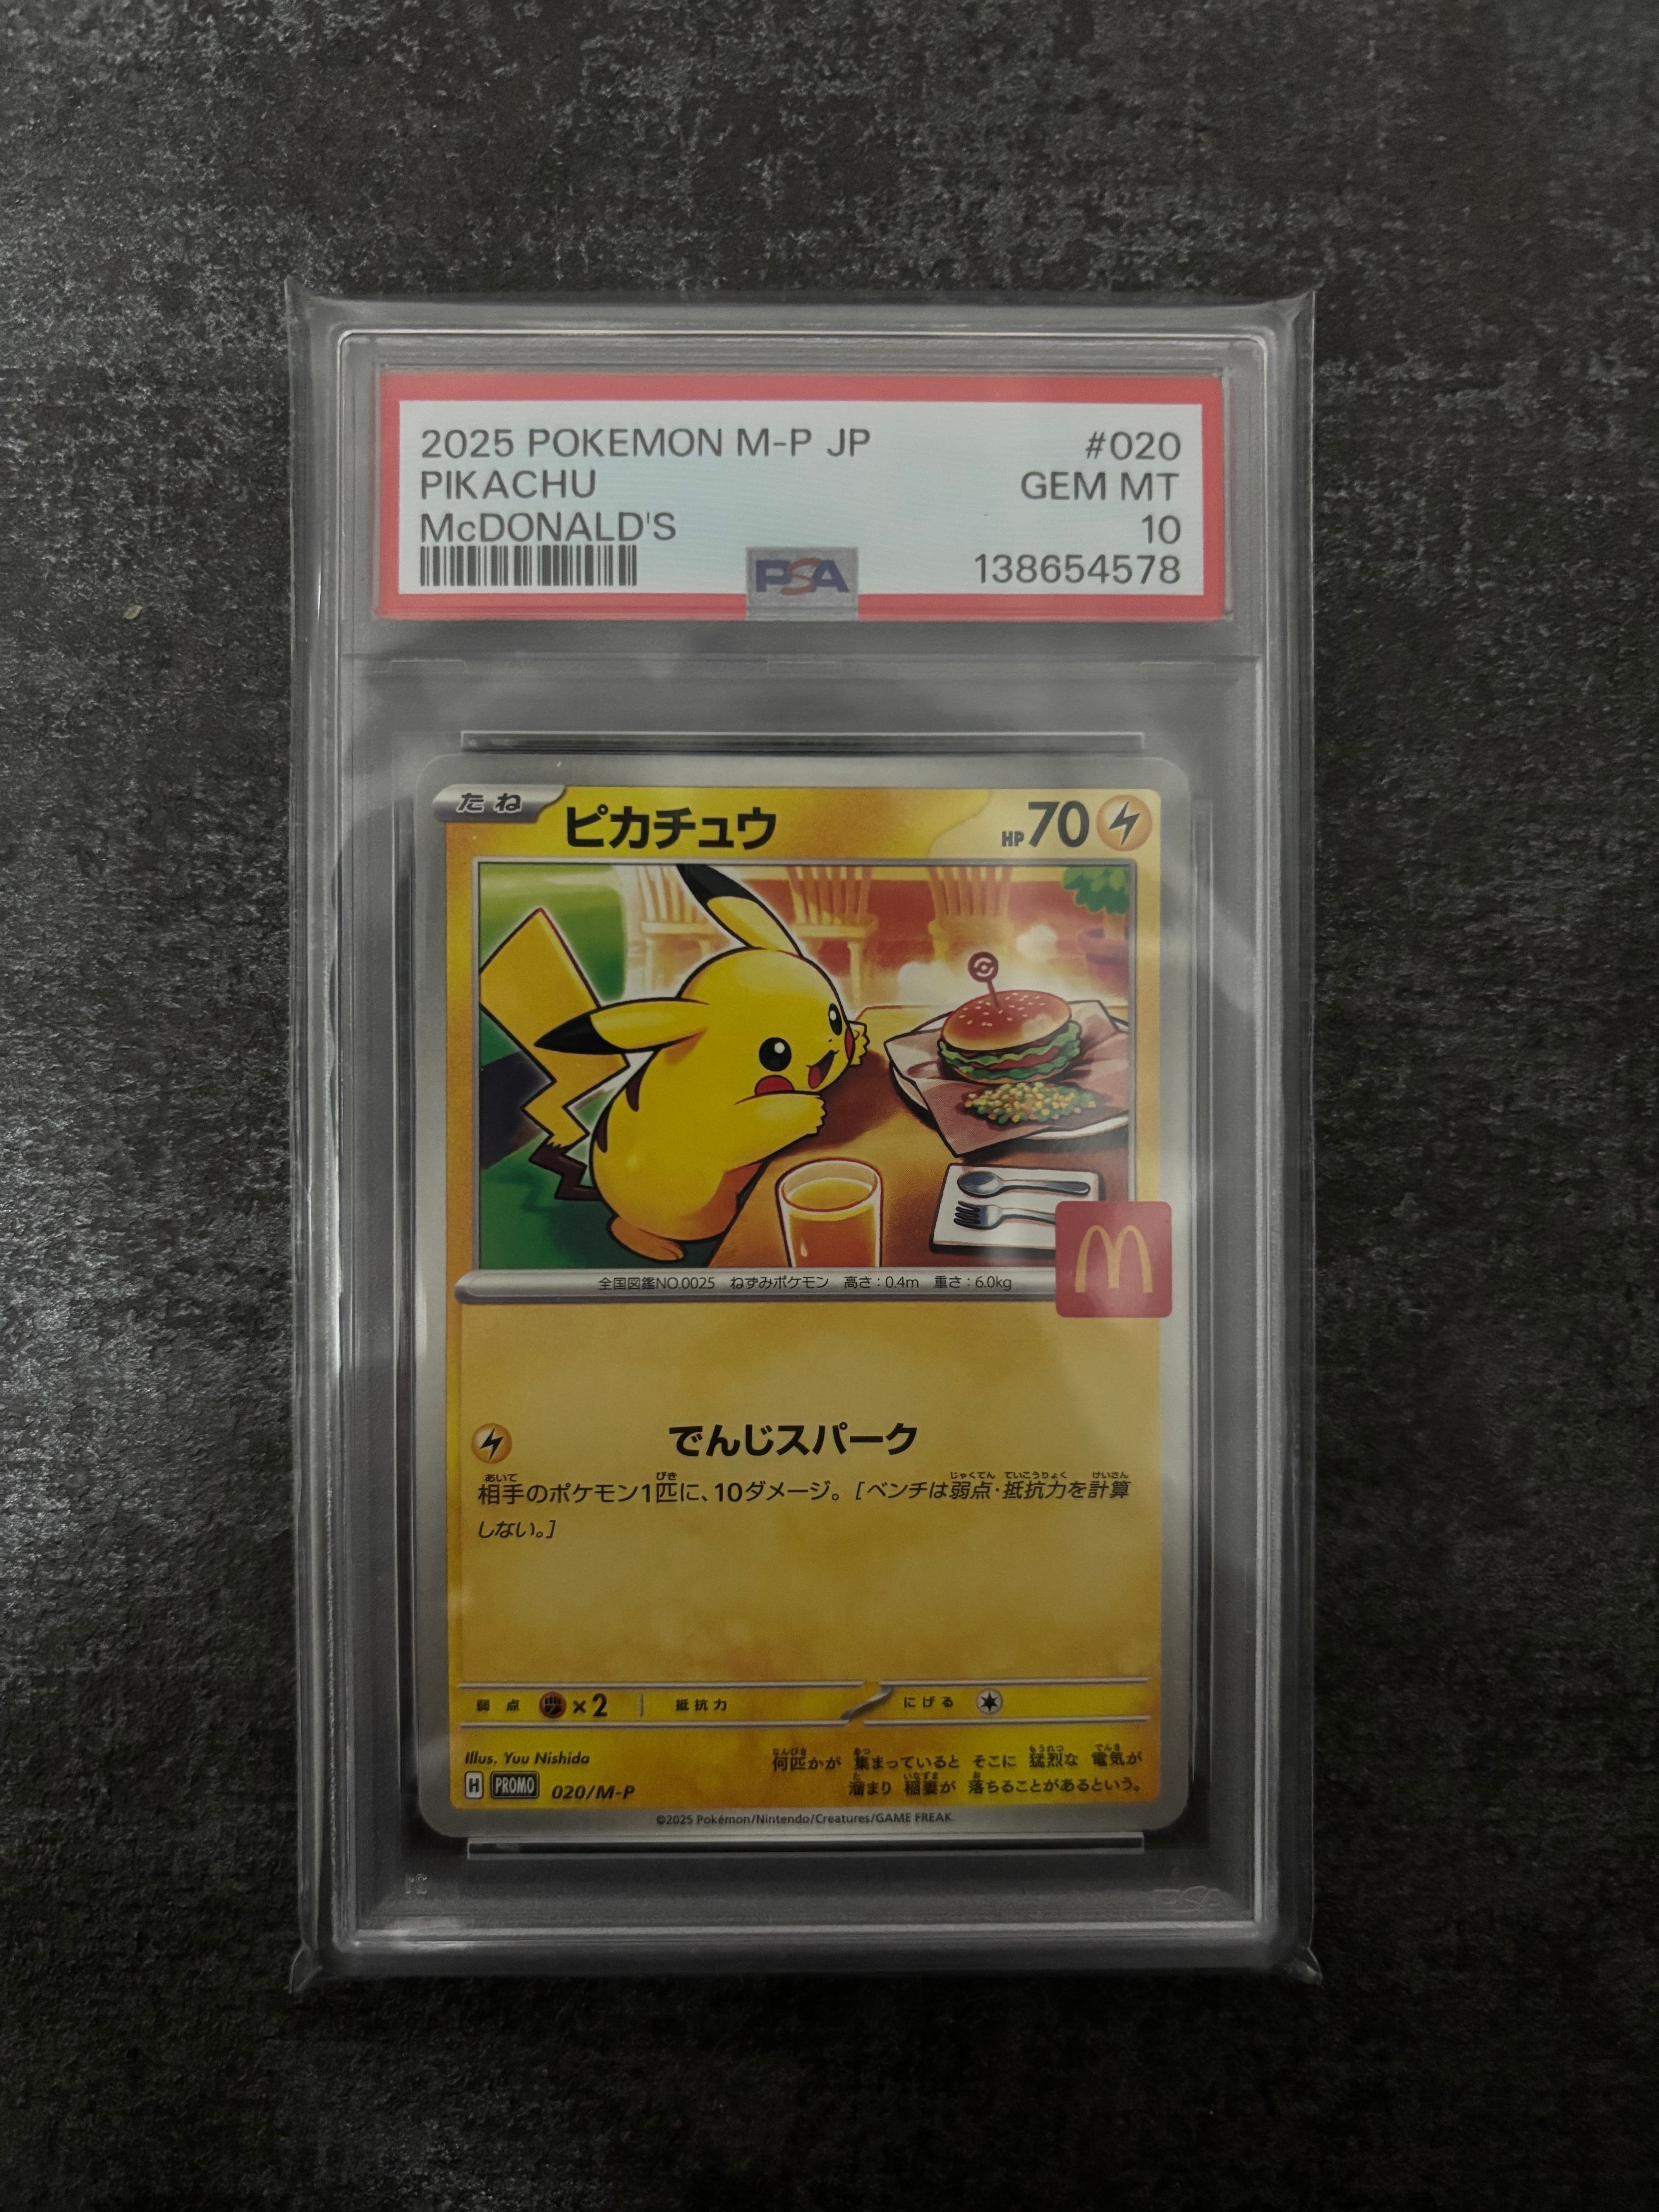 2025 POKEMON M-P JP #020
PIKACHU GEM MT
McDONALD'S 10
PSA 138654578
たね ピカチュウ HP70
全国図鑑NO.0025 ねずみポケモン 高さ:0.4m 重さ:6.0kg
でんじスパーク
相手のポケモン1匹に、10ダメージ。[ベンチは弱点・抵抗力を計算
しない。]
弱点 ×2 抵抗力 にげる
Illus. Yuu Nishida
何匹かが 集まっていると そこに 猛烈な 電気が
溜まり 稲妻が 落ちることがあるという。
H PROMO 020/M-P
©2025 Pokémon/Nintendo/Creatures/GAME FREAK.
PSA